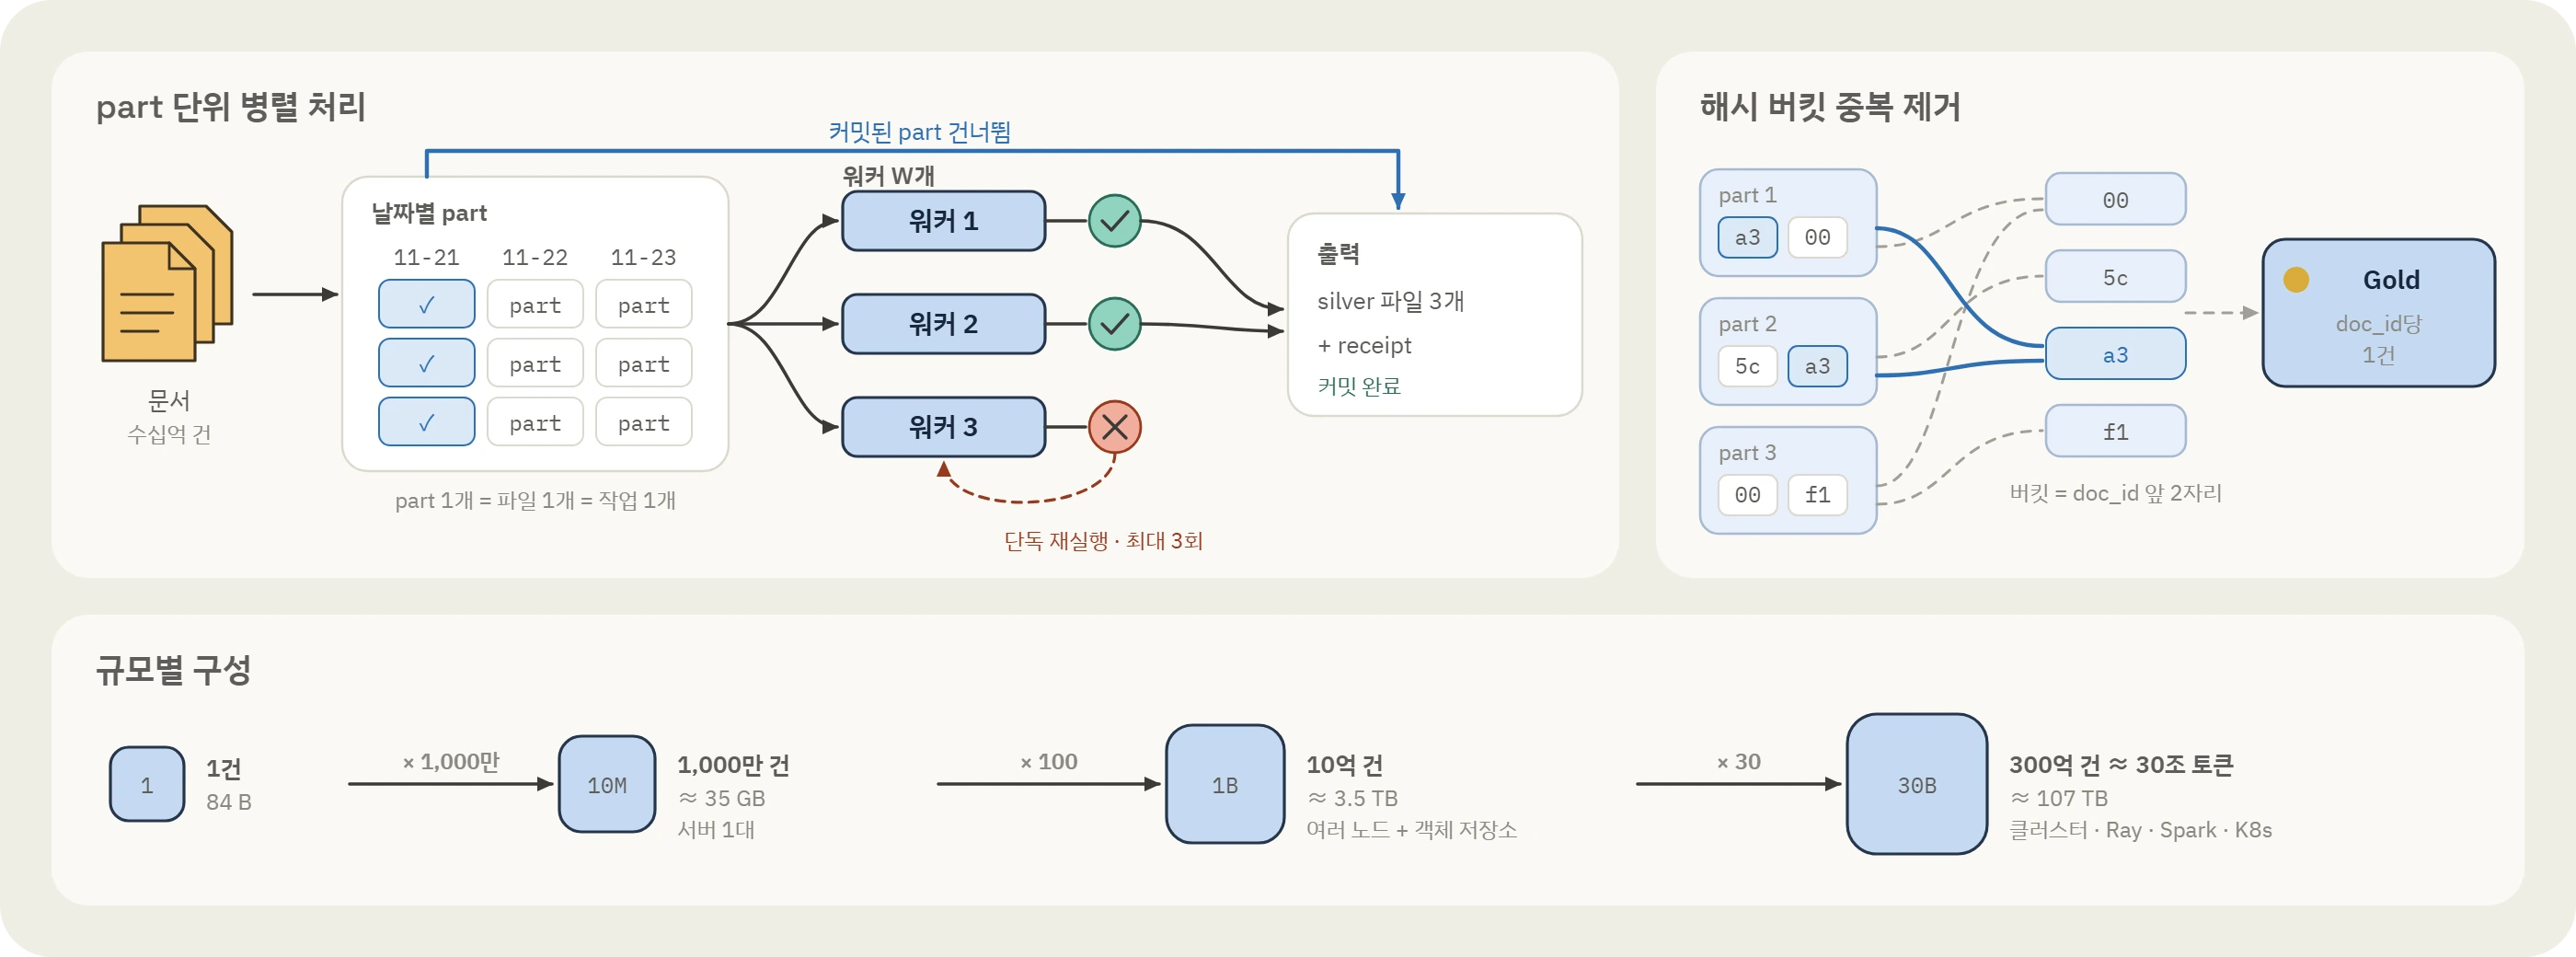 part 단위 병렬 처리
커밋된 part 건너뜀
워커 W개
문서
수십억 건
날짜별 part
11-21 11-22 11-23
✓ part part
✓ part part
✓ part part
part 1개 = 파일 1개 = 작업 1개
워커 1
워커 2
워커 3
단독 재실행 · 최대 3회
출력
silver 파일 3개
+ receipt
커밋 완료
해시 버킷 중복 제거
part 1
a3 00
part 2
5c a3
part 3
00 f1
00
5c
a3
f1
버킷 = doc_id 앞 2자리
Gold
doc_id당
1건
규모별 구성
1
1건
84 B
× 1,000만
10M
1,000만 건
≈ 35 GB
서버 1대
× 100
1B
10억 건
≈ 3.5 TB
여러 노드 + 객체 저장소
× 30
30B
300억 건 ≈ 30조 토큰
≈ 107 TB
클러스터 · Ray · Spark · K8s